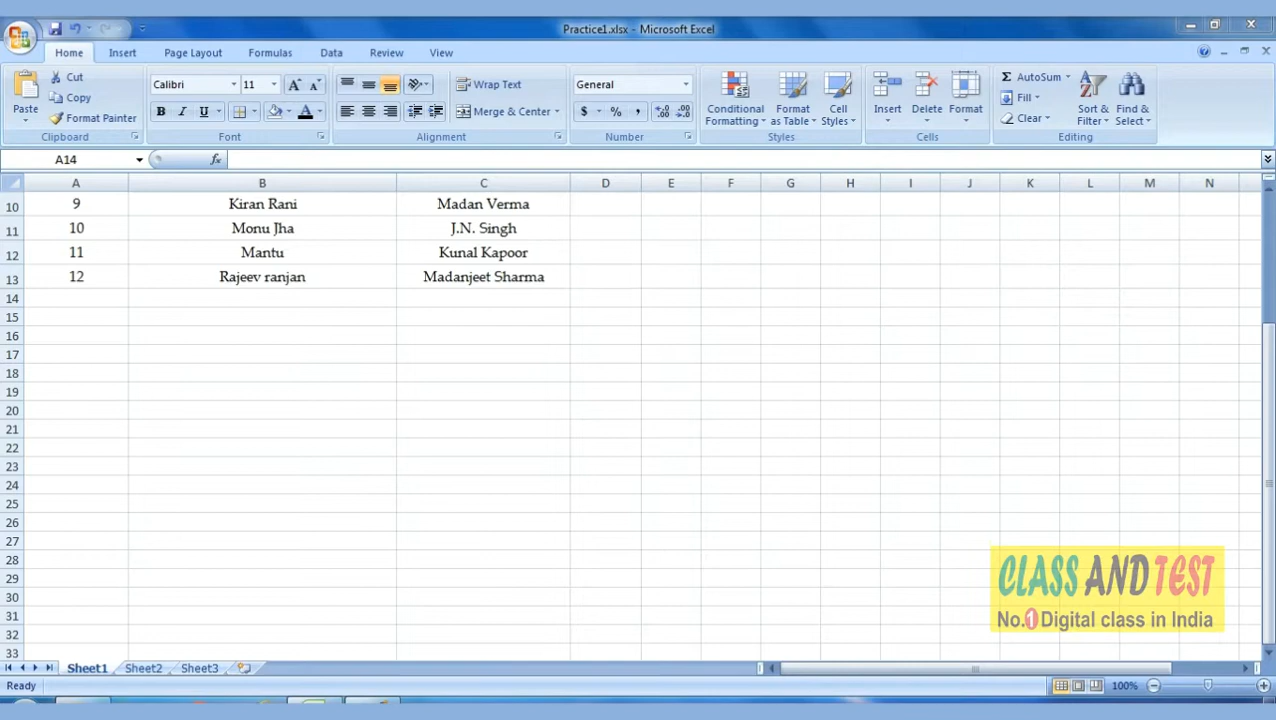 Practice1.xlsx - Microsoft Excel
Home Insert Page Layout Formulas Data Review View
Paste
Cut
Copy
Format Painter
Clipboard
Calibri 11
B I U
Font
Wrap Text
Merge & Center
Alignment
General
$ % ,
Number
Conditional Formatting
Format as Table
Cell Styles
Styles
Insert Delete Format
Cells
AutoSum
Fill
Clear
Sort & Filter
Find & Select
Editing
A14 fx
A B C D E F G H I J K L M N
10 9 Kiran Rani Madan Verma
11 10 Monu Jha J.N. Singh
12 11 Mantu Kunal Kapoor
13 12 Rajeev ranjan Madanjeet Sharma
14
15
16
17
18
19
20
21
22
23
24
25
26
27
28
29
30
31
32
33
CLASS AND TEST
No.1 Digital class in India
Sheet1 Sheet2 Sheet3
Ready 100%